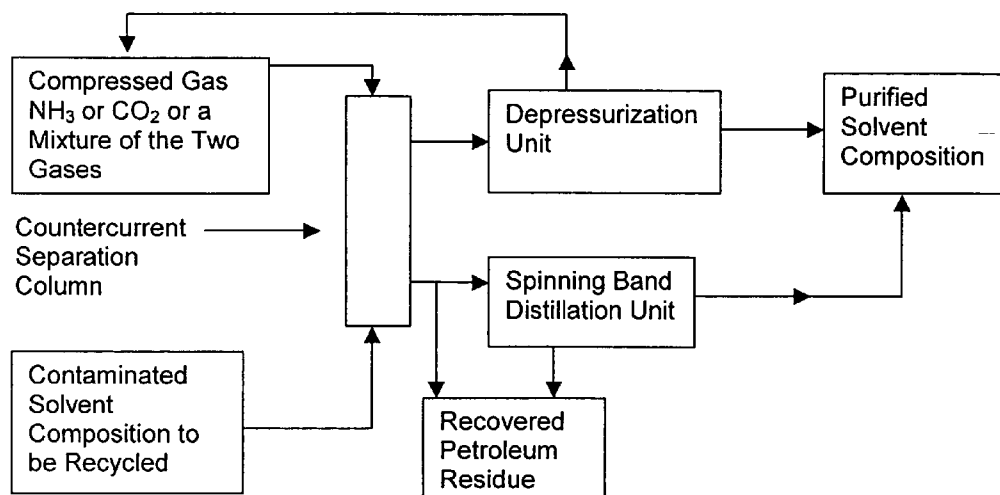 Compressed Gas
NH₃ or CO₂ or a
Mixture of the Two
Gases
Depressurization
Unit
Purified
Solvent
Composition
Countercurrent
Separation
Column
Spinning Band
Distillation Unit
Contaminated
Solvent
Composition to
be Recycled
Recovered
Petroleum
Residue